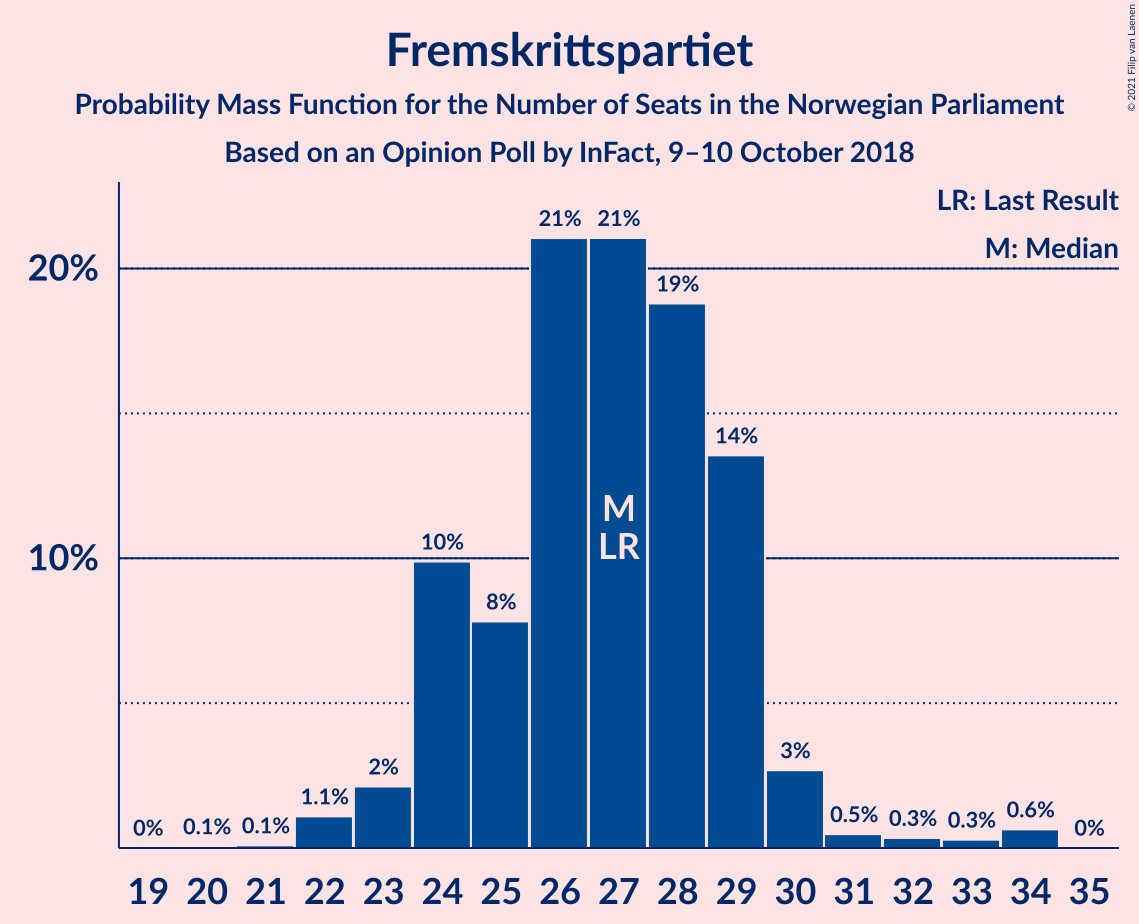 Fremskrittspartiet
Probability Mass Function for the Number of Seats in the Norwegian Parliament
Based on an Opinion Poll by InFact, 9–10 October 2018
© 2021 Filip van Laenen
LR: Last Result
M: Median
20%
10%
0%
0.1%
0.1%
1.1%
2%
10%
8%
21%
21%
19%
14%
3%
0.5%
0.3%
0.3%
0.6%
0%
M
LR
19 20 21 22 23 24 25 26 27 28 29 30 31 32 33 34 35